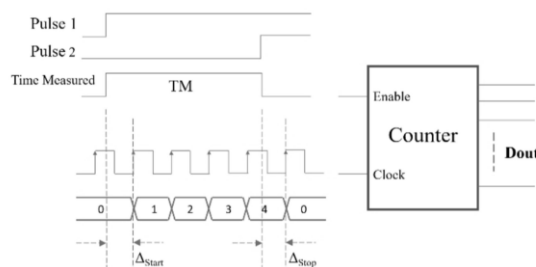 Pulse 1
Pulse 2
Time Measured
TM
Enable
Counter
Dout
Clock
0 1 2 3 4 0
ΔStart
ΔStop